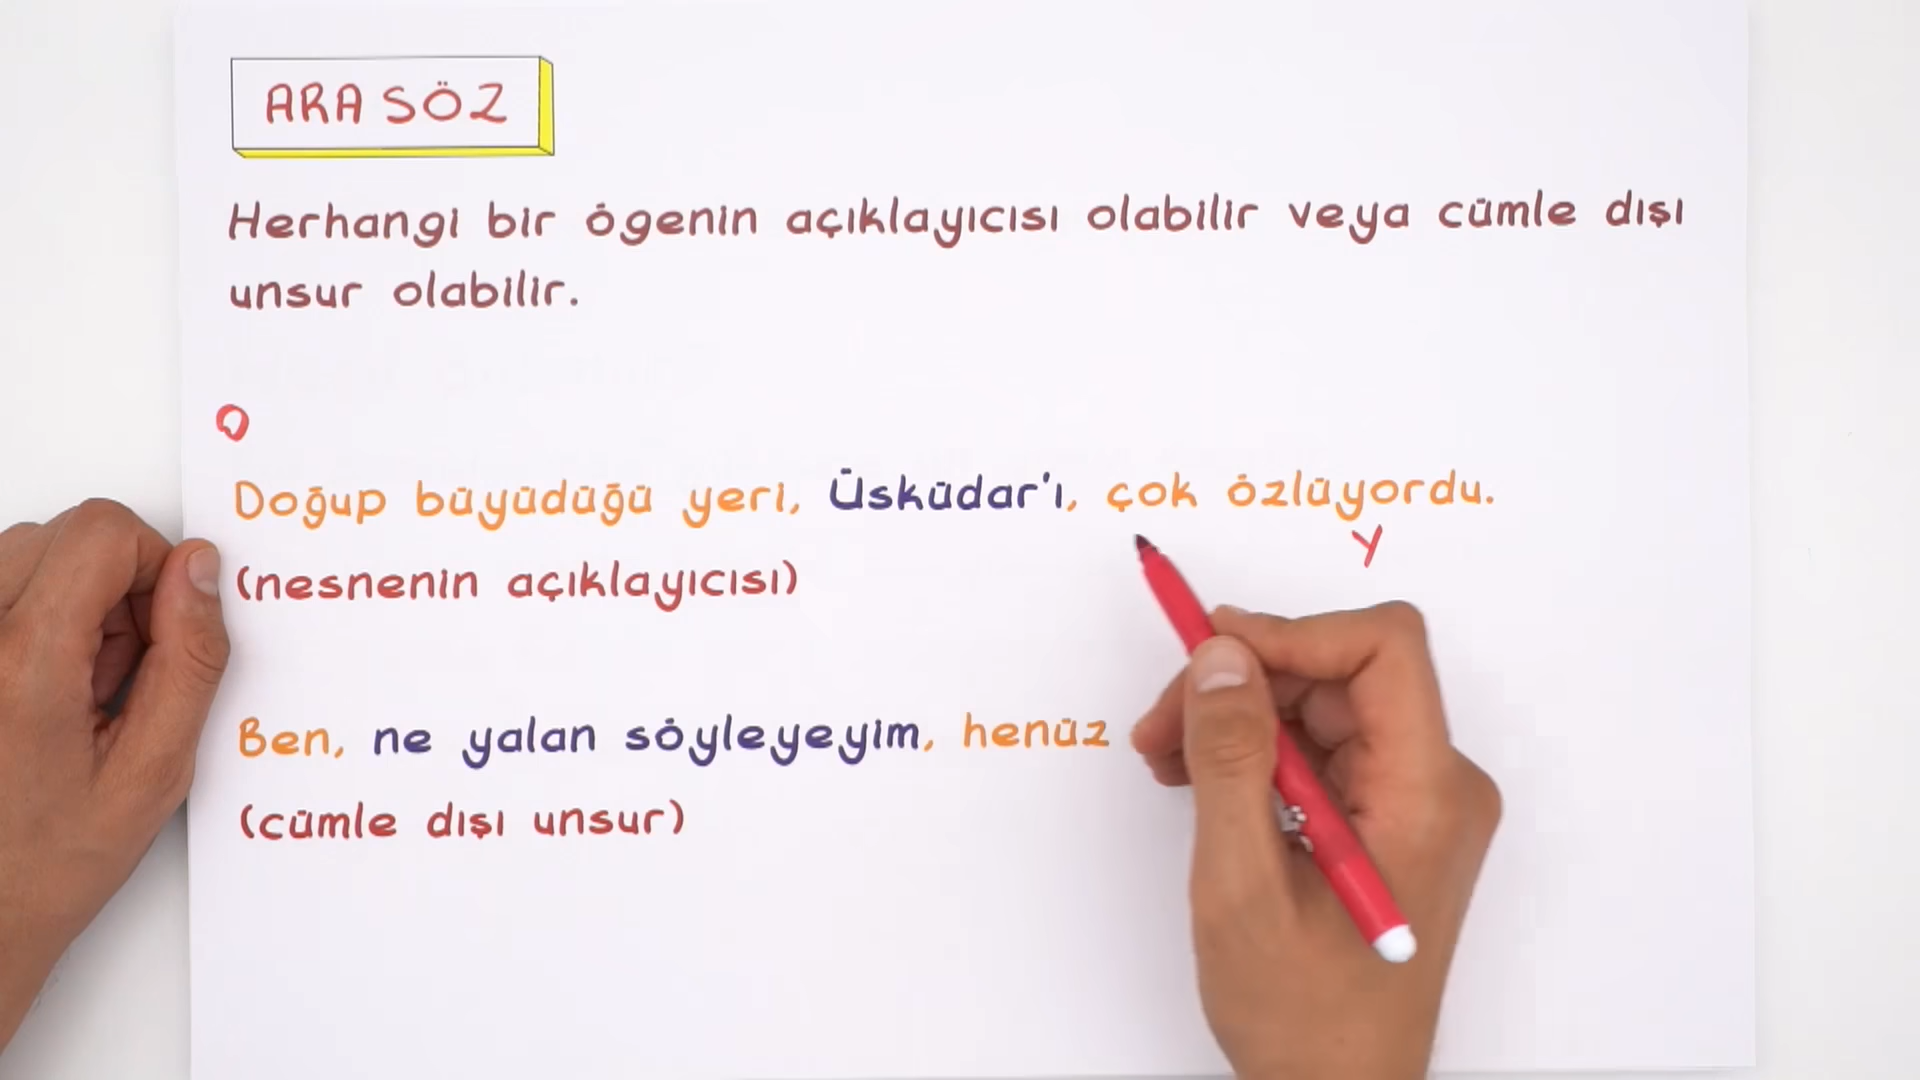 ARA SÖZ
Herhangi bir ögenin açıklayıcısı olabilir veya cümle dışı
unsur olabilir.
O
Doğup büyüdüğü yeri, Üsküdar'ı, çok özlüyordu.
Y
(nesnenin açıklayıcısı)
Ben, ne yalan söyleyeyim, henüz
(cümle dışı unsur)